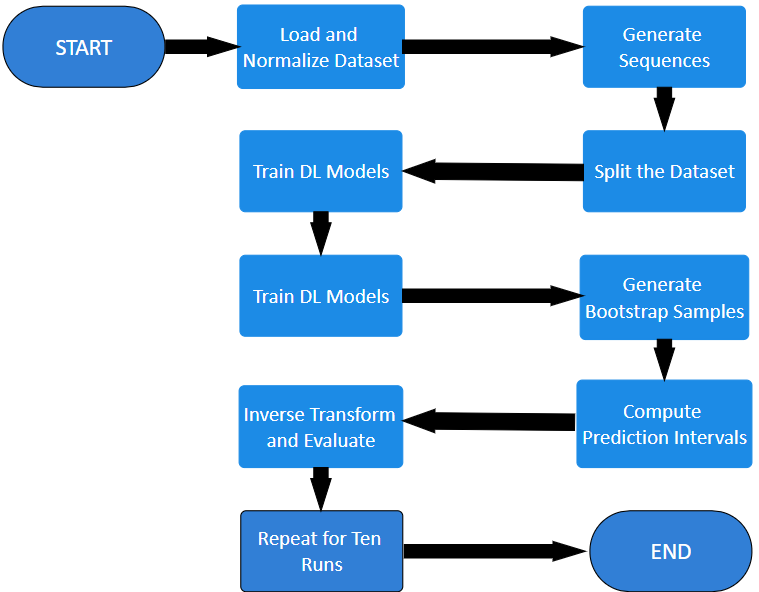 START
Load and
Normalize Dataset
Generate
Sequences
Split the Dataset
Train DL Models
Train DL Models
Generate
Bootstrap Samples
Compute
Prediction Intervals
Inverse Transform
and Evaluate
Repeat for Ten
Runs
END